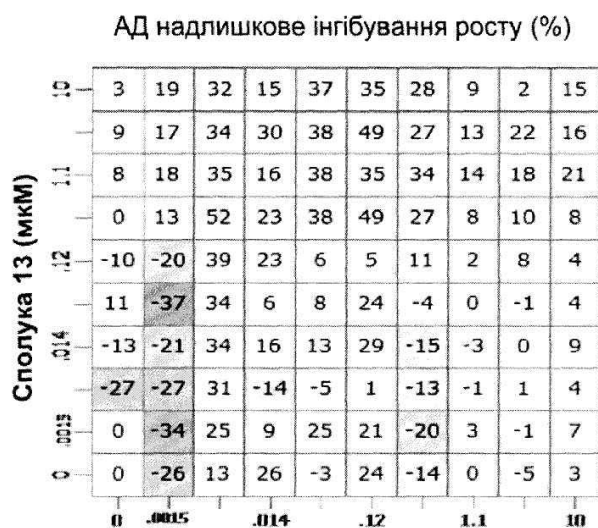 АД надлишкове інгібування росту (%)
Сполука 13 (мкМ)
10 3 19 32 15 37 35 28 9 2 15
9 17 34 30 38 49 27 13 22 16
1.1 8 18 35 16 38 35 34 14 18 21
0 13 52 23 38 49 27 8 10 8
.12 -10 -20 39 23 6 5 11 2 8 4
11 -37 34 6 8 24 -4 0 -1 4
.014 -13 -21 34 16 13 29 -15 -3 0 9
-27 -27 31 -14 -5 1 -13 -1 1 4
.0015 0 -34 25 9 25 21 -20 3 -1 7
0 0 -26 13 26 -3 24 -14 0 -5 3
0 .0015 .014 .12 1.1 10